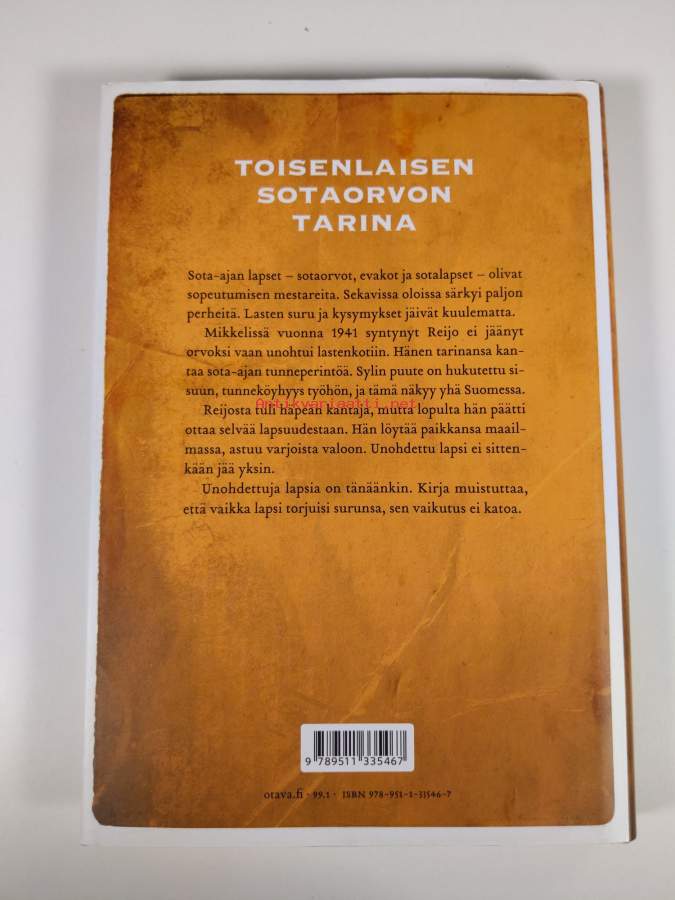 TOISENLAISEN
SOTAORVON
TARINA
Sota-ajan lapset – sotaorvot, evakot ja sotalapset – olivat
sopeutumisen mestareita. Sekavissa oloissa särkyi paljon
perheitä. Lasten suru ja kysymykset jäivät kuulematta.
Mikkelissä vuonna 1941 syntynyt Reijo ei jäänyt
orvoksi vaan unohtui lastenkotiin. Hänen tarinansa kan-
taa sota-ajan tunneperintöä. Sylin puute on hukutettu si-
suun, tunneköyhyys työhön, ja tämä näkyy yhä Suomessa.
Antikvariaatti.net
Reijosta tuli häpeän kantaja, mutta lopulta hän päätti
ottaa selvää lapsuudestaan. Hän löytää paikkansa maail-
massa, astuu varjoista valoon. Unohdettu lapsi ei sitten-
kään jää yksin.
Unohdettuja lapsia on tänäänkin. Kirja muistuttaa,
että vaikka lapsi torjuisi surunsa, sen vaikutus ei katoa.
9 789511 335467
otava.fi · 99.1 · ISBN 978-951-1-33546-7